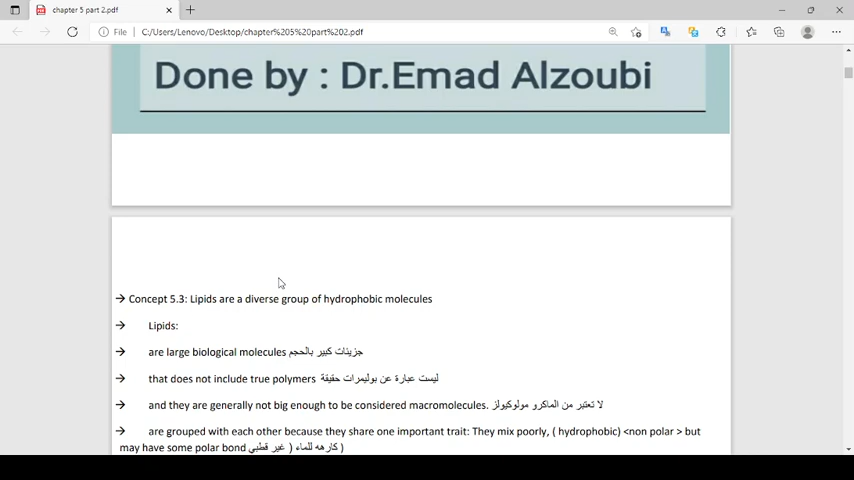 chapter 5 part 2.pdf
File | C:/Users/Lenovo/Desktop/chapter%205%20part%202.pdf
Done by : Dr.Emad Alzoubi
→ Concept 5.3: Lipids are a diverse group of hydrophobic molecules
→ Lipids:
→ are large biological molecules جزيئات كبير بالحجم
→ that does not include true polymers ليست عبارة عن بوليمرات حقيقة
→ and they are generally not big enough to be considered macromolecules. لا تعتبر من الماكرو مولوكيولز
→ are grouped with each other because they share one important trait: They mix poorly, ( hydrophobic) <non polar > but
may have some polar bond كارهه للماء ( غير قطبي (